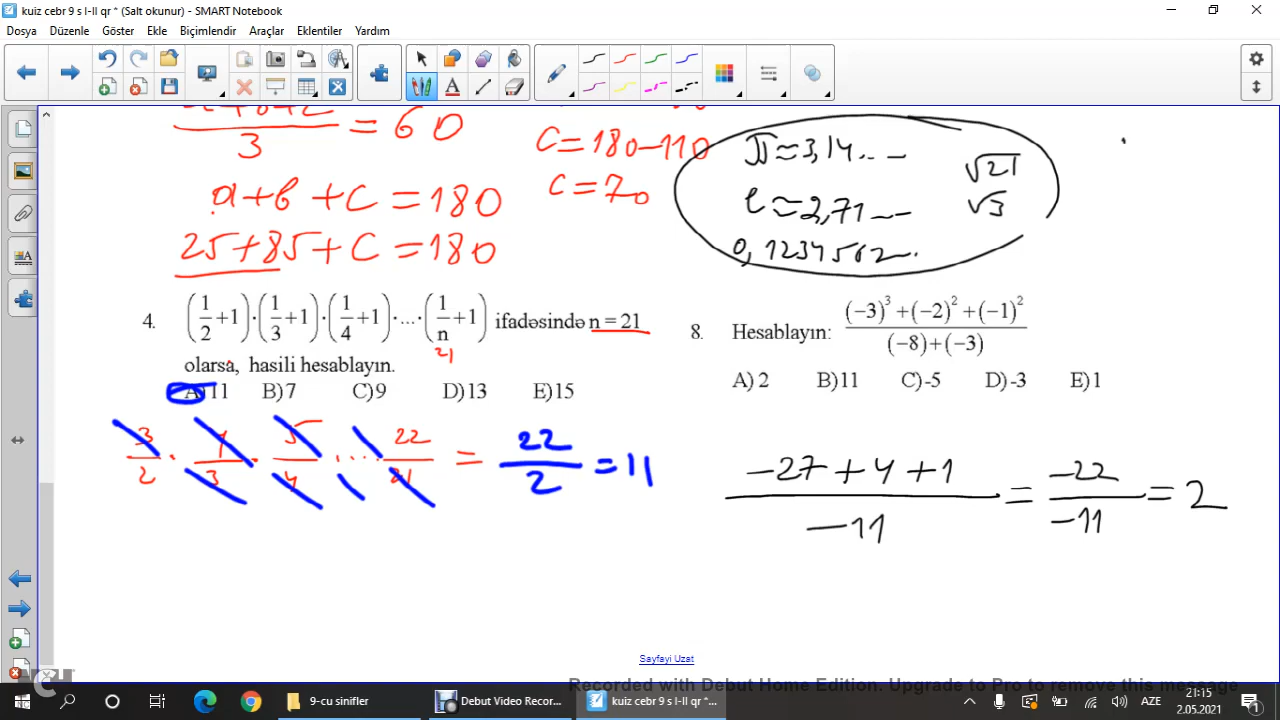 kuiz cebr 9 s I-II qr * (Salt okunur) - SMART Notebook
Dosya Düzenle Göster Ekle Biçimlendir Araçlar Eklentiler Yardım
3 = 60
a+b+c=180
25+85+c=180
c=180-110
c=70
π≈3,14...
e≈2,71...
√21
√3
4. (1/2+1)·(1/3+1)·(1/4+1)·...·(1/n+1) ifadəsində n = 21
21
olarsa, hasili hesablayın.
A) 11 B) 7 C) 9 D) 13 E) 15
3/2 · 4/3 · 5/4 ... 22/21 = 22/2 = 11
8. Hesablayın: ((-3)³+(-2)²+(-1)²)/((-8)+(-3))
A) 2 B) 11 C) -5 D) -3 E) 1
(-27+4+1)/-11 = -22/-11 = 2
Sayfayi Uzat
Recorded with Debut Home Edition. Upgrade to Pro to remove this message
9-cu sinifler
Debut Video Recor...
kuiz cebr 9 s I-II qr *...
AZE
21:15
2.05.2021
1